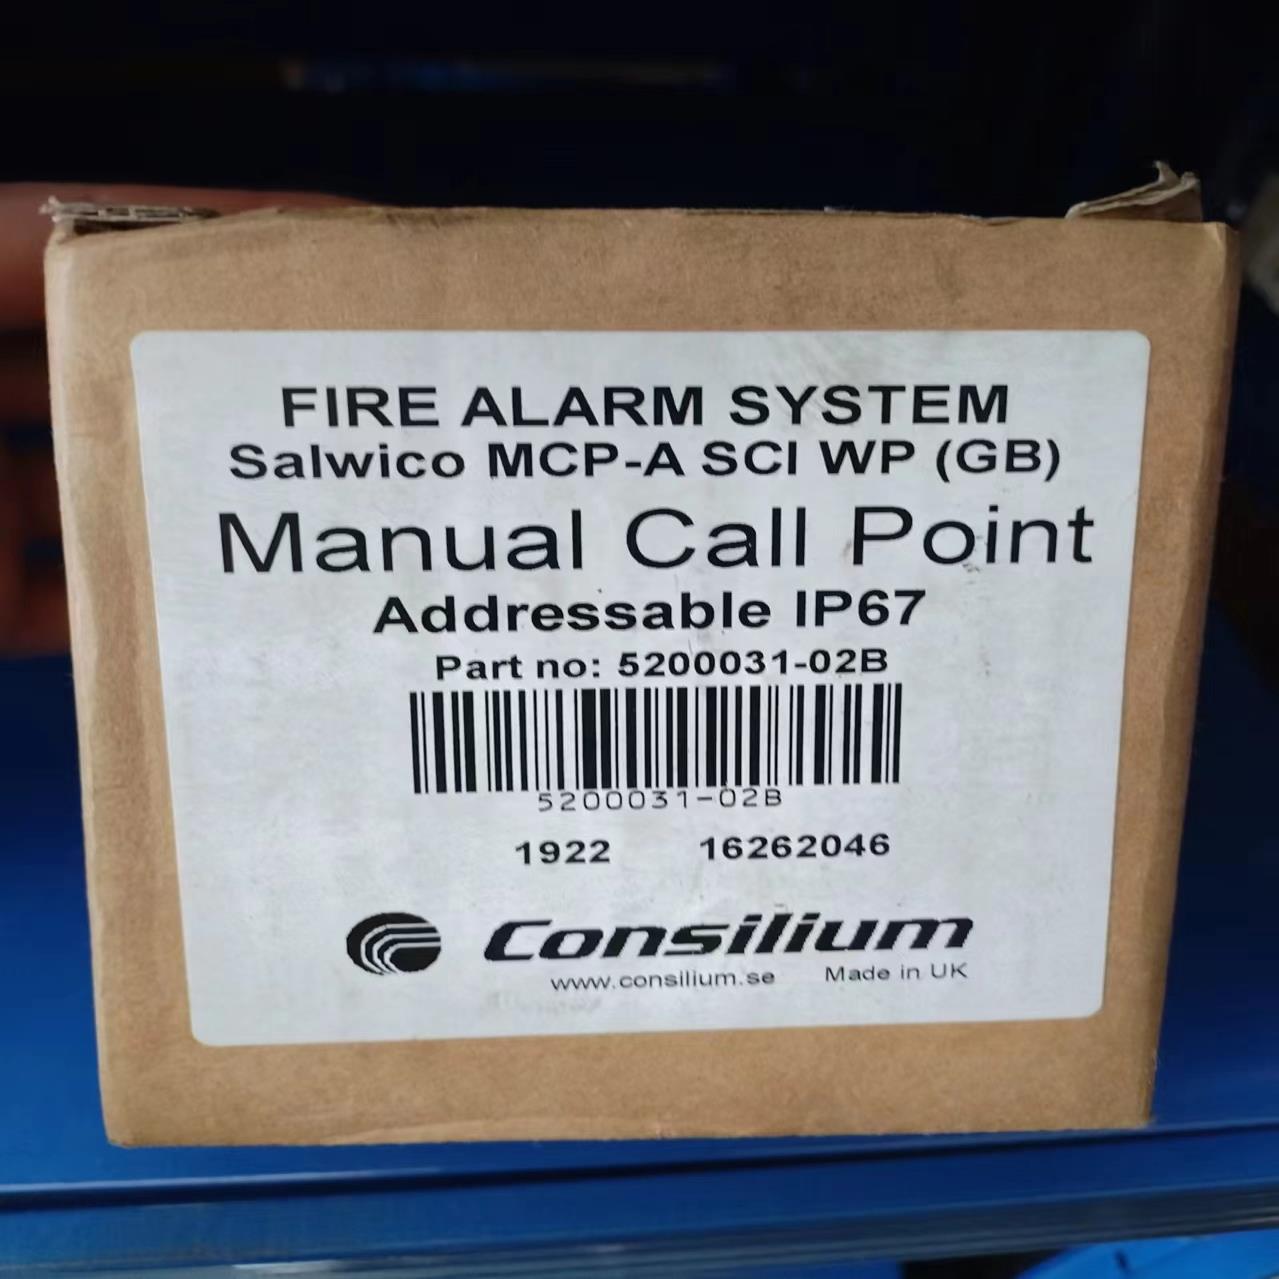 FIRE ALARM SYSTEM
Salwico MCP-A SCI WP (GB)
Manual Call Point
Addressable IP67
Part no: 5200031-02B
5200031-02B
1922 16262046
Consilium
www.consilium.se Made in UK